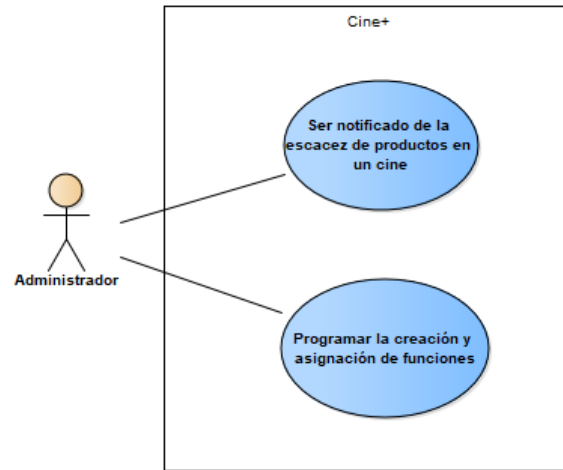 Cine+
Ser notificado de la
escacez de productos en
un cine
Administrador
Programar la creación y
asignación de funciones